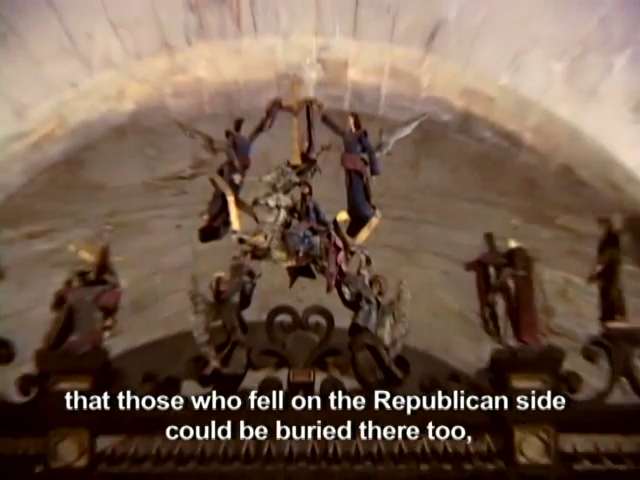 that those who fell on the Republican side
could be buried there too,